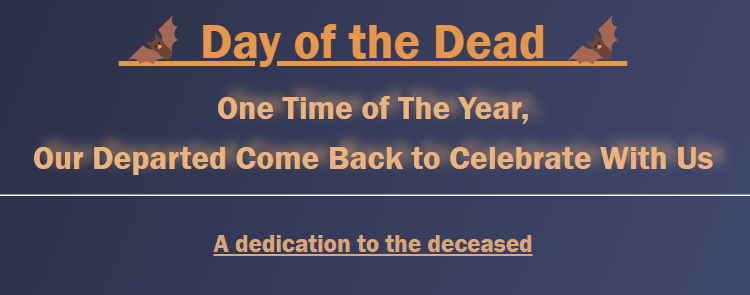 🦇 Day of the Dead 🦇
One Time of The Year,
Our Departed Come Back to Celebrate With Us
A dedication to the deceased